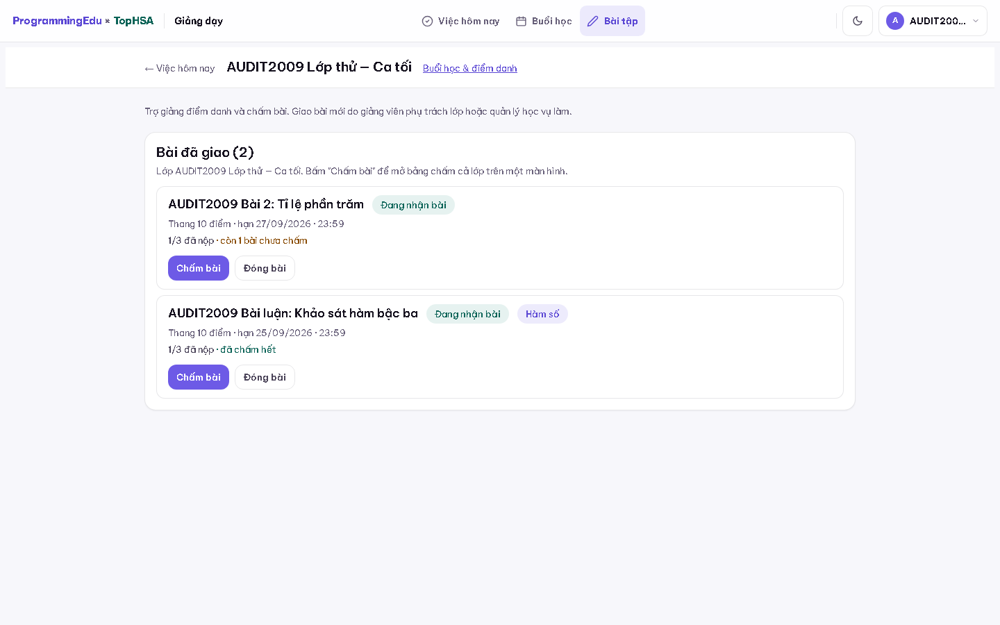 ProgrammingEdu × TopHSA Giảng dạy Việc hôm nay Buổi học Bài tập A AUDIT200...
← Việc hôm nay AUDIT2009 Lớp thử — Ca tối Buổi học & điểm danh
Trợ giảng điểm danh và chấm bài. Giao bài mới do giảng viên phụ trách lớp hoặc quản lý học vụ làm.
Bài đã giao (2)
Lớp AUDIT2009 Lớp thử — Ca tối. Bấm "Chấm bài" để mở bảng chấm cả lớp trên một màn hình.
AUDIT2009 Bài 2: Tỉ lệ phần trăm Đang nhận bài
Thang 10 điểm · hạn 27/09/2026 · 23:59
1/3 đã nộp · còn 1 bài chưa chấm
Chấm bài Đóng bài
AUDIT2009 Bài luận: Khảo sát hàm bậc ba Đang nhận bài Hàm số
Thang 10 điểm · hạn 25/09/2026 · 23:59
1/3 đã nộp · đã chấm hết
Chấm bài Đóng bài